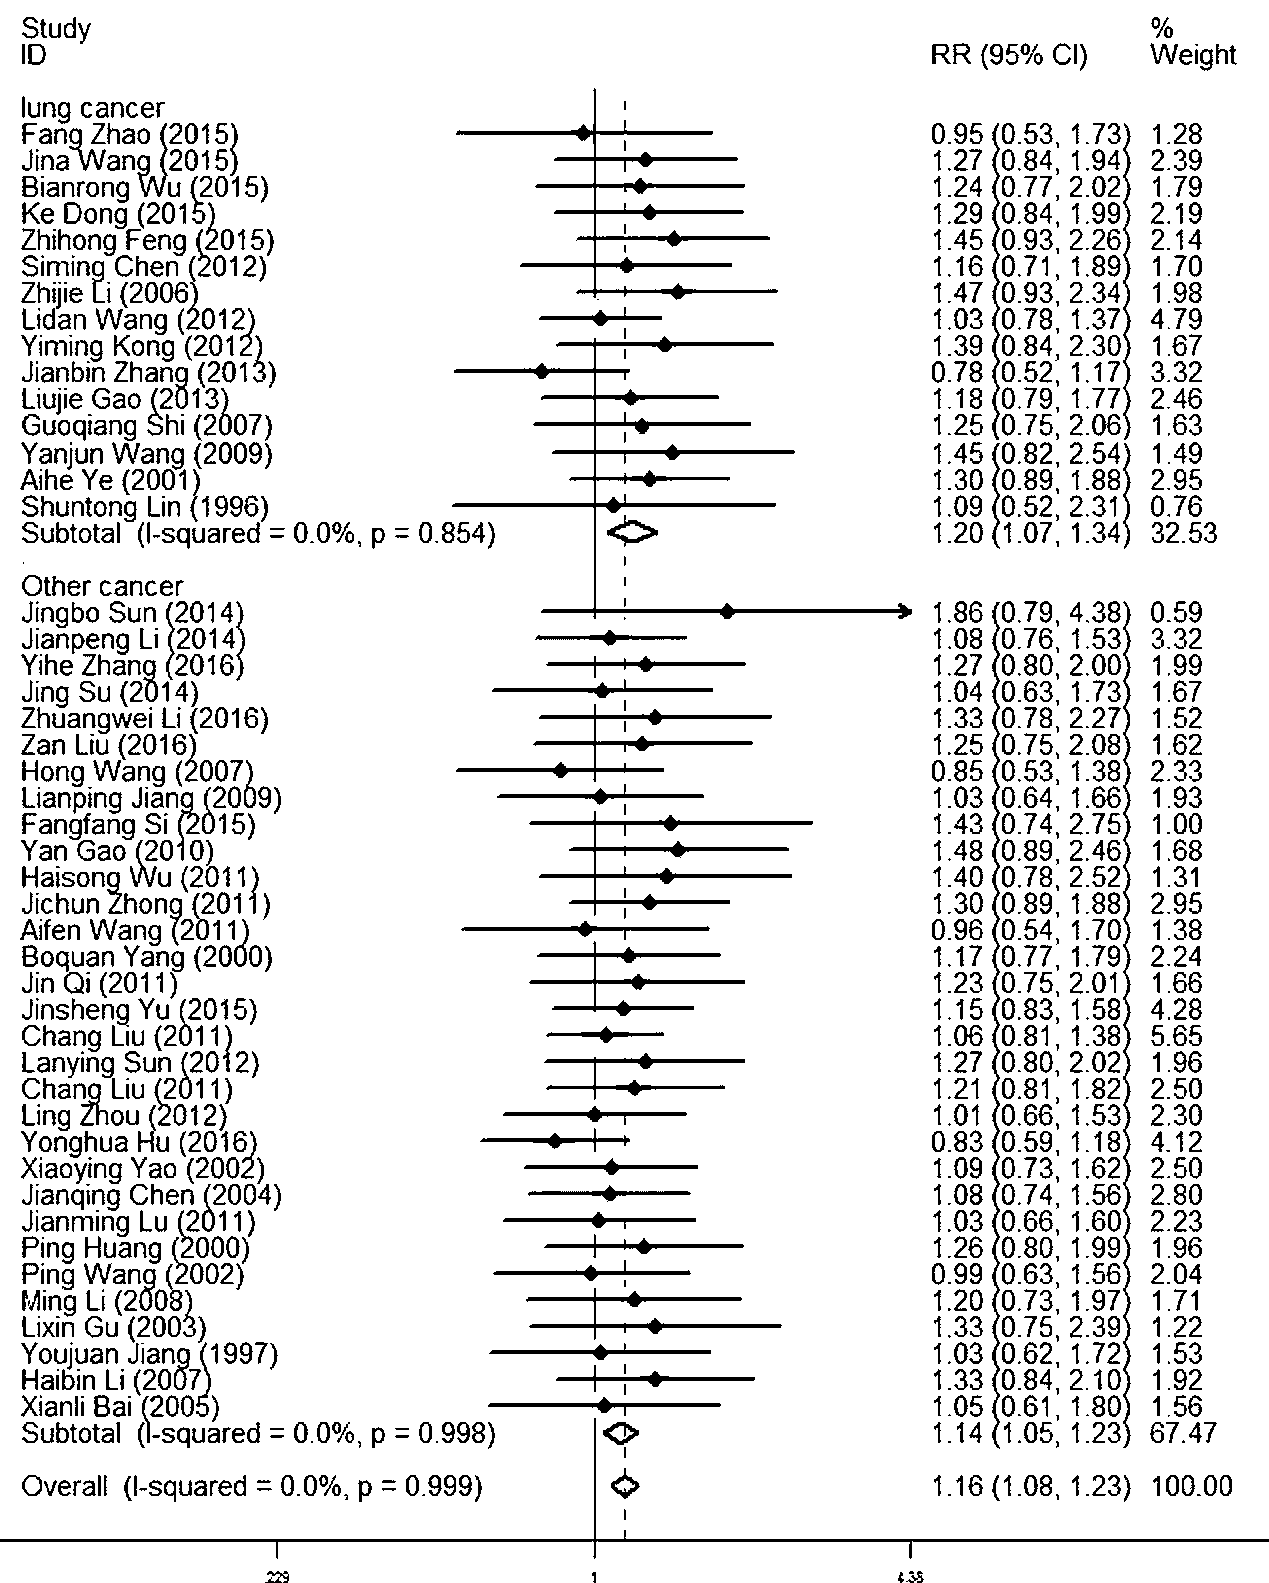 Study %
ID RR (95% CI) Weight
lung cancer
Fang Zhao (2015) 0.95 (0.53, 1.73) 1.28
Jina Wang (2015) 1.27 (0.84, 1.94) 2.39
Bianrong Wu (2015) 1.24 (0.77, 2.02) 1.79
Ke Dong (2015) 1.29 (0.84, 1.99) 2.19
Zhihong Feng (2015) 1.45 (0.93, 2.26) 2.14
Siming Chen (2012) 1.16 (0.71, 1.89) 1.70
Zhijie Li (2006) 1.47 (0.93, 2.34) 1.98
Lidan Wang (2012) 1.03 (0.78, 1.37) 4.79
Yiming Kong (2012) 1.39 (0.84, 2.30) 1.67
Jianbin Zhang (2013) 0.78 (0.52, 1.17) 3.32
Liujie Gao (2013) 1.18 (0.79, 1.77) 2.46
Guoqiang Shi (2007) 1.25 (0.75, 2.06) 1.63
Yanjun Wang (2009) 1.45 (0.82, 2.54) 1.49
Aihe Ye (2001) 1.30 (0.89, 1.88) 2.95
Shuntong Lin (1996) 1.09 (0.52, 2.31) 0.76
Subtotal (I-squared = 0.0%, p = 0.854) 1.20 (1.07, 1.34) 32.53
Other cancer
Jingbo Sun (2014) 1.86 (0.79, 4.38) 0.59
Jianpeng Li (2014) 1.08 (0.76, 1.53) 3.32
Yihe Zhang (2016) 1.27 (0.80, 2.00) 1.99
Jing Su (2014) 1.04 (0.63, 1.73) 1.67
Zhuangwei Li (2016) 1.33 (0.78, 2.27) 1.52
Zan Liu (2016) 1.25 (0.75, 2.08) 1.62
Hong Wang (2007) 0.85 (0.53, 1.38) 2.33
Lianping Jiang (2009) 1.03 (0.64, 1.66) 1.93
Fangfang Si (2015) 1.43 (0.74, 2.75) 1.00
Yan Gao (2010) 1.48 (0.89, 2.46) 1.68
Haisong Wu (2011) 1.40 (0.78, 2.52) 1.31
Jichun Zhong (2011) 1.30 (0.89, 1.88) 2.95
Aifen Wang (2011) 0.96 (0.54, 1.70) 1.38
Boquan Yang (2000) 1.17 (0.77, 1.79) 2.24
Jin Qi (2011) 1.23 (0.75, 2.01) 1.66
Jinsheng Yu (2015) 1.15 (0.83, 1.58) 4.28
Chang Liu (2011) 1.06 (0.81, 1.38) 5.65
Lanying Sun (2012) 1.27 (0.80, 2.02) 1.96
Chang Liu (2011) 1.21 (0.81, 1.82) 2.50
Ling Zhou (2012) 1.01 (0.66, 1.53) 2.30
Yonghua Hu (2016) 0.83 (0.59, 1.18) 4.12
Xiaoying Yao (2002) 1.09 (0.73, 1.62) 2.50
Jianqing Chen (2004) 1.08 (0.74, 1.56) 2.80
Jianming Lu (2011) 1.03 (0.66, 1.60) 2.23
Ping Huang (2000) 1.26 (0.80, 1.99) 1.96
Ping Wang (2002) 0.99 (0.63, 1.56) 2.04
Ming Li (2008) 1.20 (0.73, 1.97) 1.71
Lixin Gu (2003) 1.33 (0.75, 2.39) 1.22
Youjuan Jiang (1997) 1.03 (0.62, 1.72) 1.53
Haibin Li (2007) 1.33 (0.84, 2.10) 1.92
Xianli Bai (2005) 1.05 (0.61, 1.80) 1.56
Subtotal (I-squared = 0.0%, p = 0.998) 1.14 (1.05, 1.23) 67.47
Overall (I-squared = 0.0%, p = 0.999) 1.16 (1.08, 1.23) 100.00
.229 1 4.38